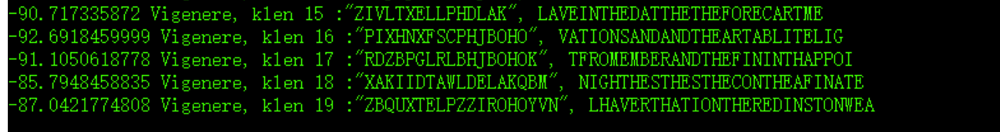 -90.717335872 Vigenere, klen 15 :"ZIVLTXELLPHDLAK", LAVEINTHEDATTHETHEFORECARTME
-92.6918459999 Vigenere, klen 16 :"PIXHNXFSCPHJBOHO", VATIONSANDANDTHEARTABLITELIG
-91.1050618778 Vigenere, klen 17 :"RDZBPGLRLBHJBOHOK", TFROMEMBERANDTHEFININTHAPPOI
-85.7948458835 Vigenere, klen 18 :"XAKIIDTAWLDELAKQBM", NIGHTHESTHESTHECONTHEAFINATE
-87.0421774808 Vigenere, klen 19 :"ZBQUXTELPZZIROHOYVN", LHAVERTHATIONTHEREDINSTONWEA